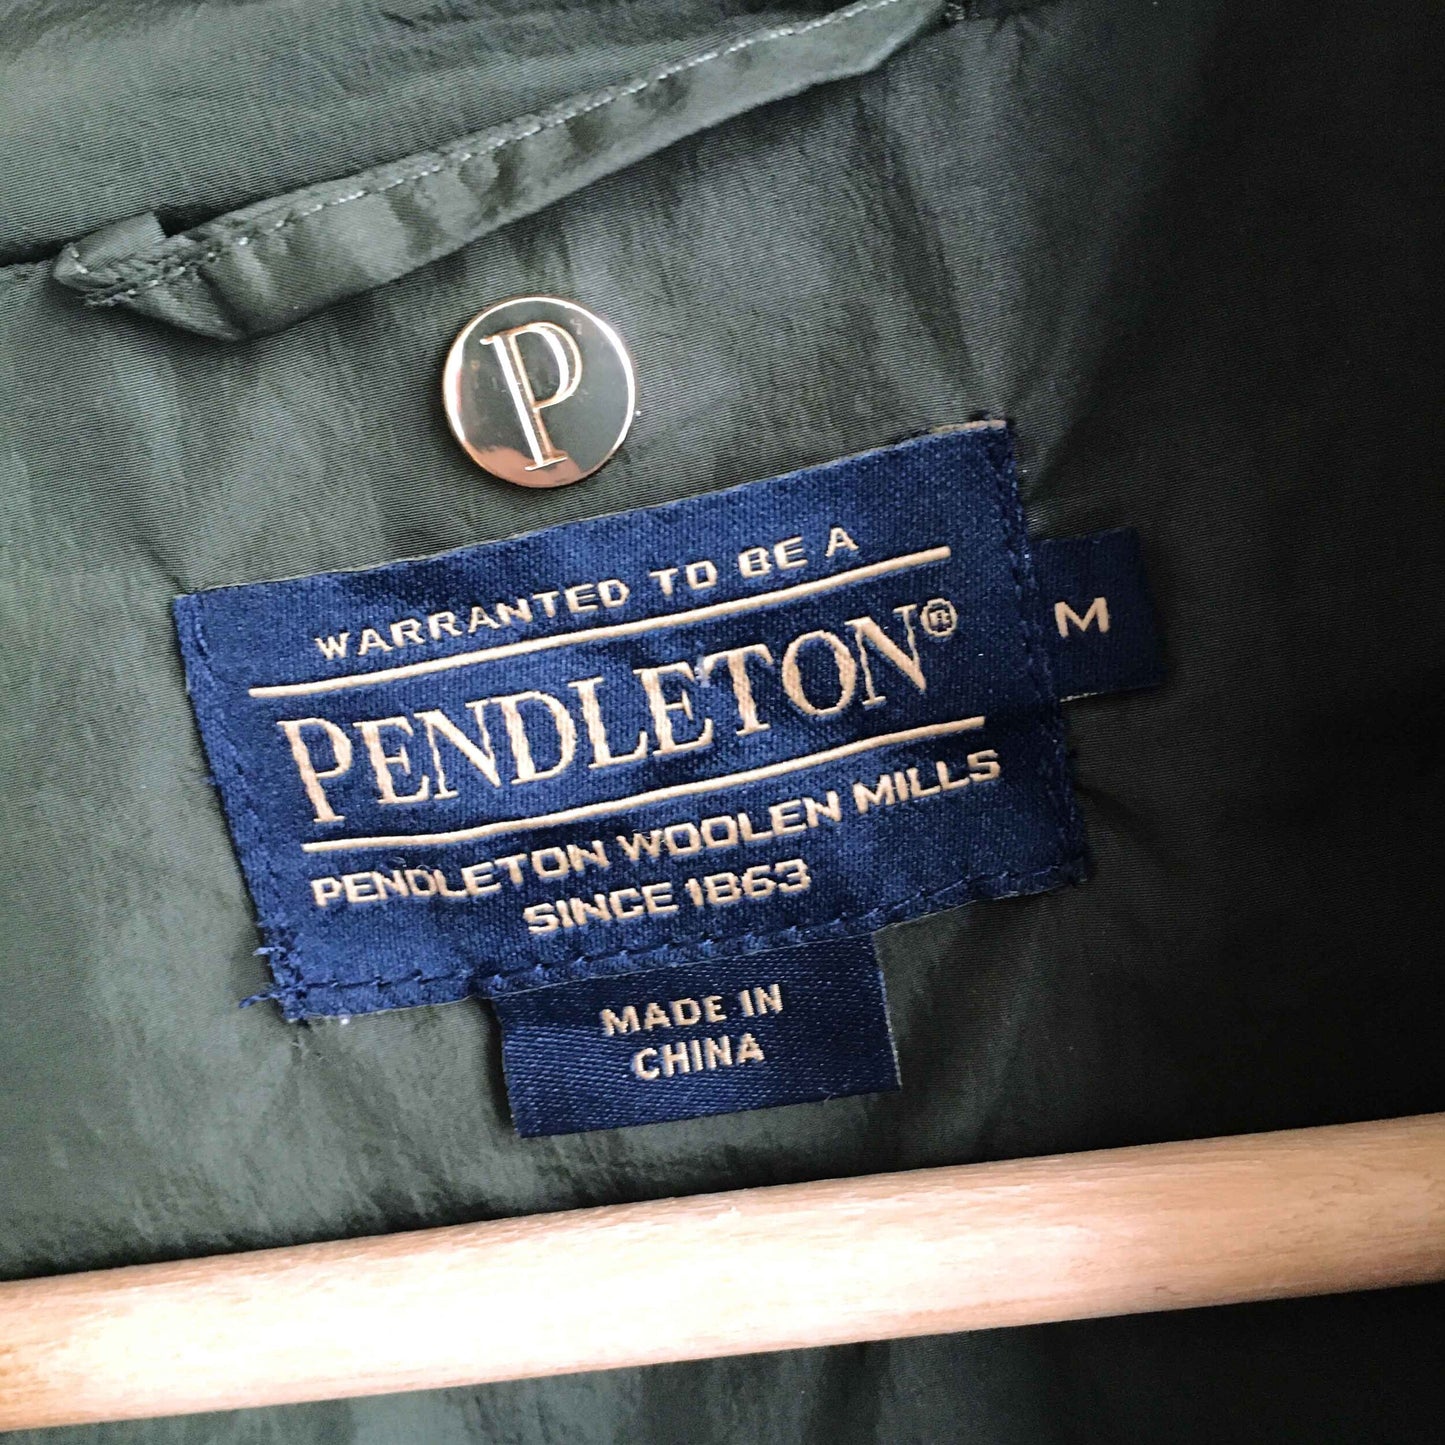 P
WARRANTED TO BE A
PENDLETON®
PENDLETON WOOLEN MILLS
SINCE 1863
M
MADE IN
CHINA